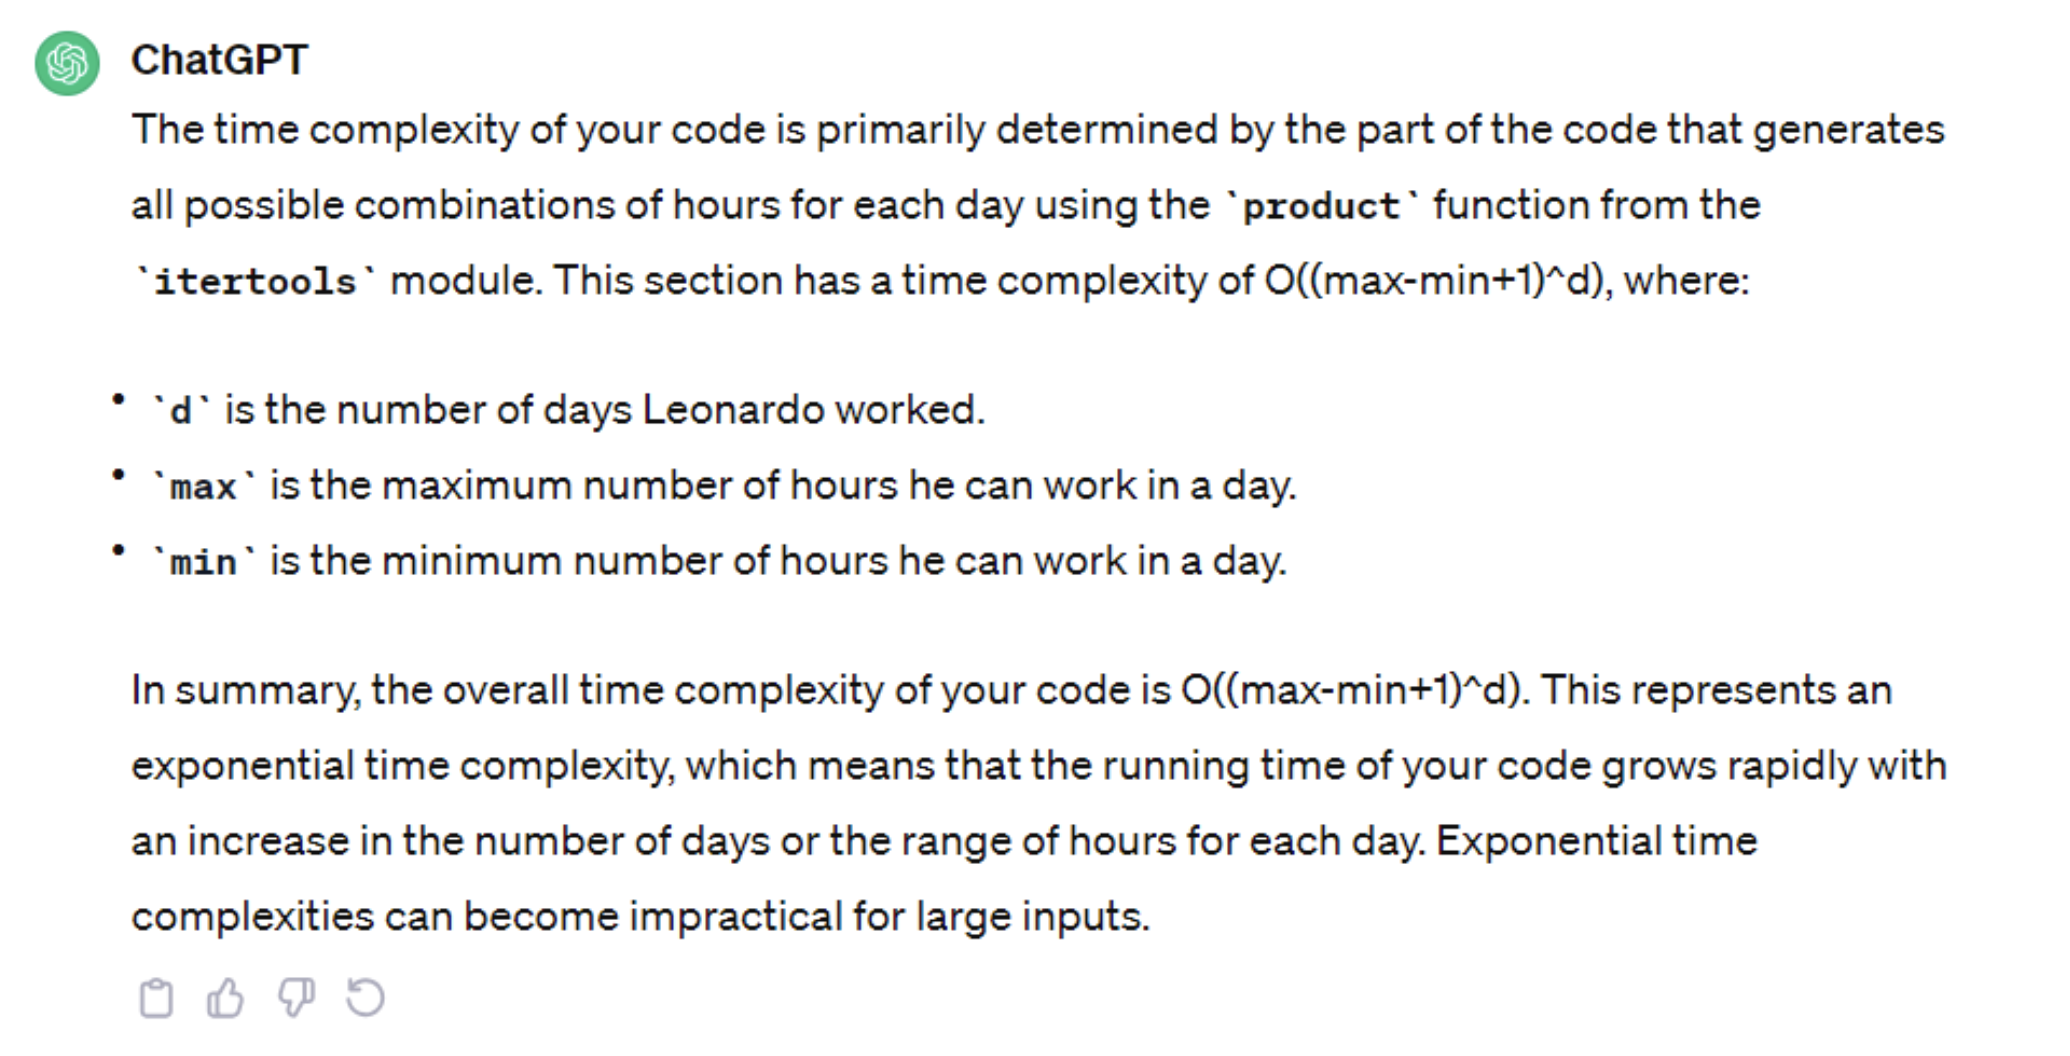 ChatGPT
The time complexity of your code is primarily determined by the part of the code that generates
all possible combinations of hours for each day using the `product` function from the
`itertools` module. This section has a time complexity of O((max-min+1)^d), where:
• `d` is the number of days Leonardo worked.
• `max` is the maximum number of hours he can work in a day.
• `min` is the minimum number of hours he can work in a day.
In summary, the overall time complexity of your code is O((max-min+1)^d). This represents an
exponential time complexity, which means that the running time of your code grows rapidly with
an increase in the number of days or the range of hours for each day. Exponential time
complexities can become impractical for large inputs.